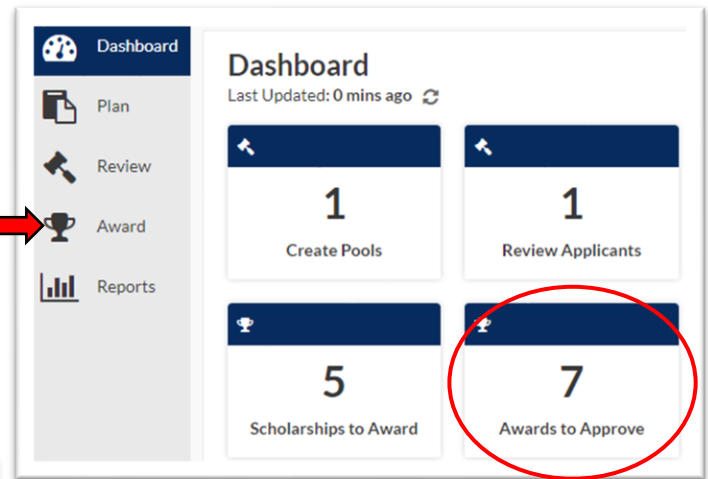 Dashboard
Plan
Review
Award
Reports
Dashboard
Last Updated: 0 mins ago
1
Create Pools
1
Review Applicants
5
Scholarships to Award
7
Awards to Approve